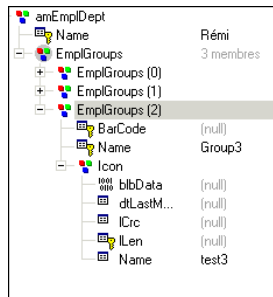 amEmplDept
Name Rémi
EmplGroups 3 membres
EmplGroups (0)
EmplGroups (1)
EmplGroups (2)
BarCode (null)
Name Group3
Icon
blbData (null)
dtLastM... (null)
lCrc (null)
lLen (null)
Name test3